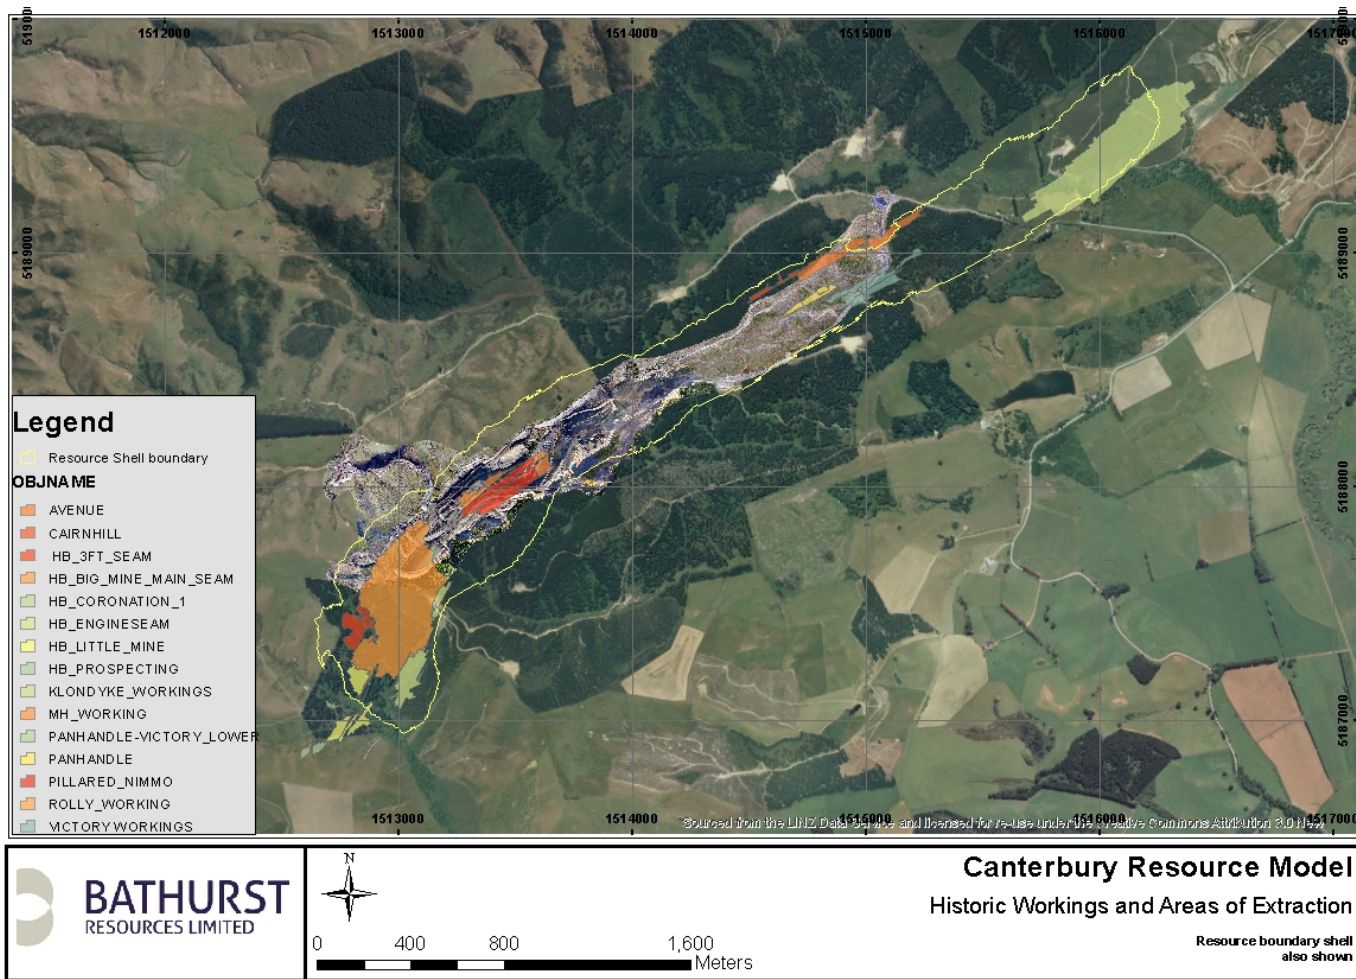 1512000 1513000 1514000 1515000 1516000
5189000
5188000
5187000
Legend
Resource Shell boundary
OBJNAME
AVENUE
CAIRNHILL
HB_3FT_SEAM
HB_BIG_MINE_MAIN_SEAM
HB_CORONATION_1
HB_ENGINESEAM
HB_LITTLE_MINE
HB_PROSPECTING
KLONDYKE_WORKINGS
MH_WORKING
PANHANDLE-VICTORY_LOWER
PANHANDLE
PILLARED_NIMMO
ROLLY_WORKING
VICTORY WORKINGS
5189000
1513000 1514000 1515000 1516000 1517000
Sourced from the LINZ Data Service and licensed for re-use under the Creative Commons Attribution 3.0 New
BATHURST
RESOURCES LIMITED
N
0 400 800 1,600
Meters
Canterbury Resource Model
Historic Workings and Areas of Extraction
Resource boundary shell
also shown